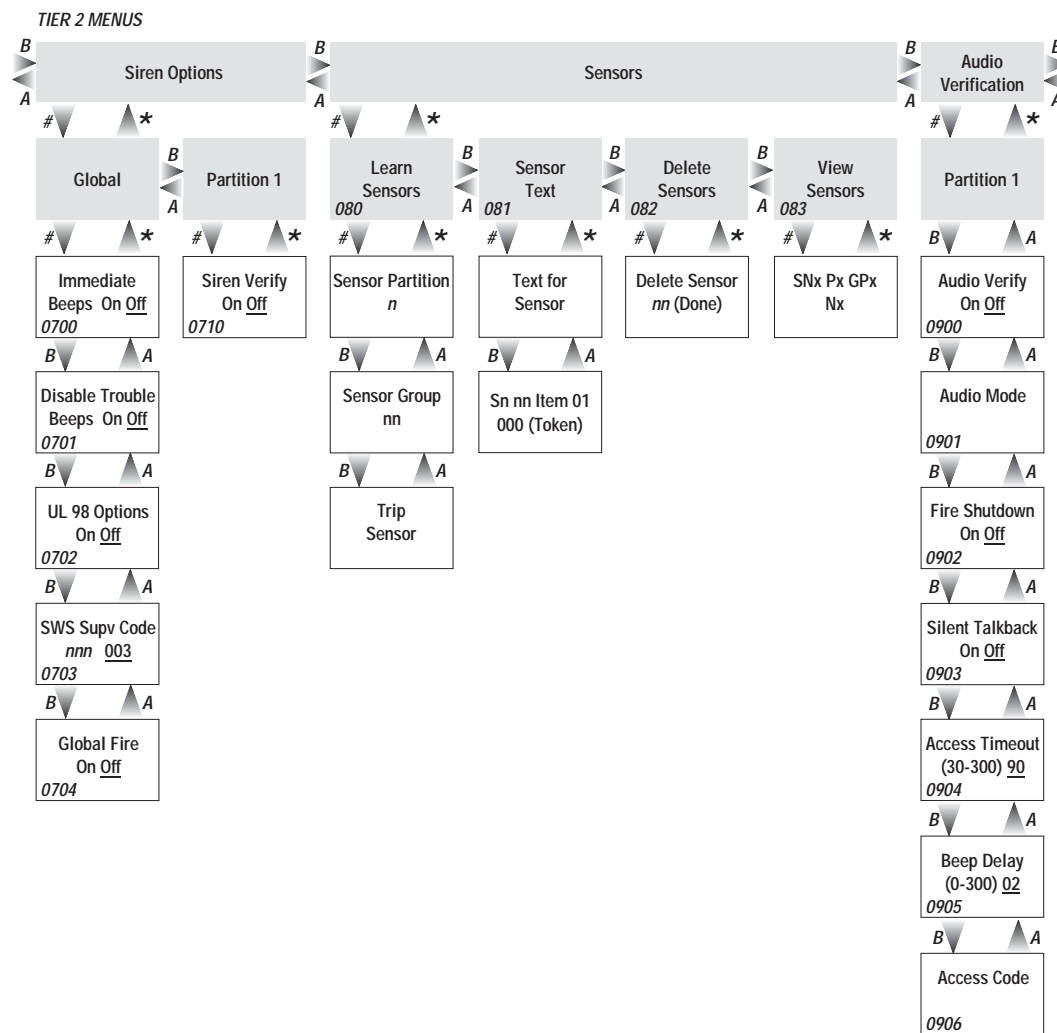 TIER 2 MENUS
B
A
Siren Options
B
A
Sensors
B
A
Audio
Verification
B
A
# *
# *
# *
Global
B
A
Partition 1
Learn
Sensors
080
B
A
Sensor
Text
081
B
A
Delete
Sensors
082
B
A
View
Sensors
083
Partition 1
# *
# *
# *
# *
# *
# *
B A
Immediate
Beeps On Off
0700
Siren Verify
On Off
0710
Sensor Partition
n
Text for
Sensor
Delete Sensor
nn (Done)
SNx Px GPx
Nx
Audio Verify
On Off
0900
B A
B A
B A
B A
Disable Trouble
Beeps On Off
0701
Sensor Group
nn
Sn nn Item 01
000 (Token)
Audio Mode
0901
B A
B A
B A
UL 98 Options
On Off
0702
Trip
Sensor
Fire Shutdown
On Off
0902
B A
B A
SWS Supv Code
nnn 003
0703
Silent Talkback
On Off
0903
B A
B A
Global Fire
On Off
0704
Access Timeout
(30-300) 90
0904
B A
Beep Delay
(0-300) 02
0905
B A
Access Code
0906